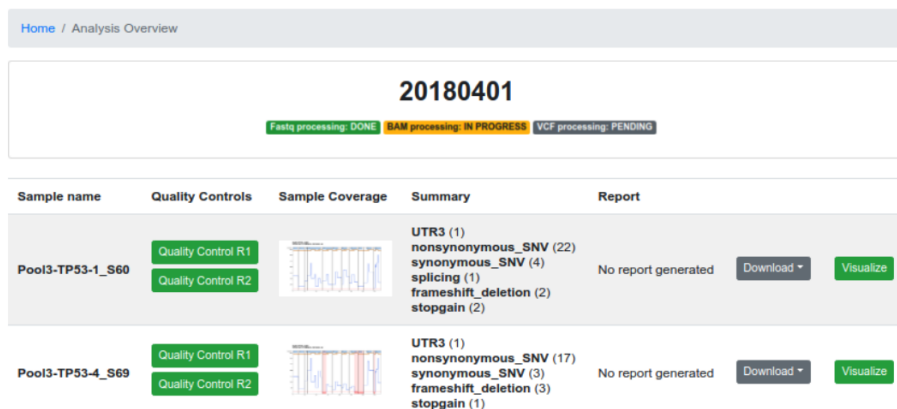 Home / Analysis Overview
20180401
Fastq processing: DONE BAM processing: IN PROGRESS VCF processing: PENDING
Sample name Quality Controls Sample Coverage Summary Report
Pool3-TP53-1_S60
Quality Control R1
Quality Control R2
UTR3 (1)
nonsynonymous_SNV (22)
synonymous_SNV (4)
splicing (1)
frameshift_deletion (2)
stopgain (2)
No report generated
Download
Visualize
Pool3-TP53-4_S69
Quality Control R1
Quality Control R2
UTR3 (1)
nonsynonymous_SNV (17)
synonymous_SNV (3)
frameshift_deletion (3)
stopgain (1)
No report generated
Download
Visualize